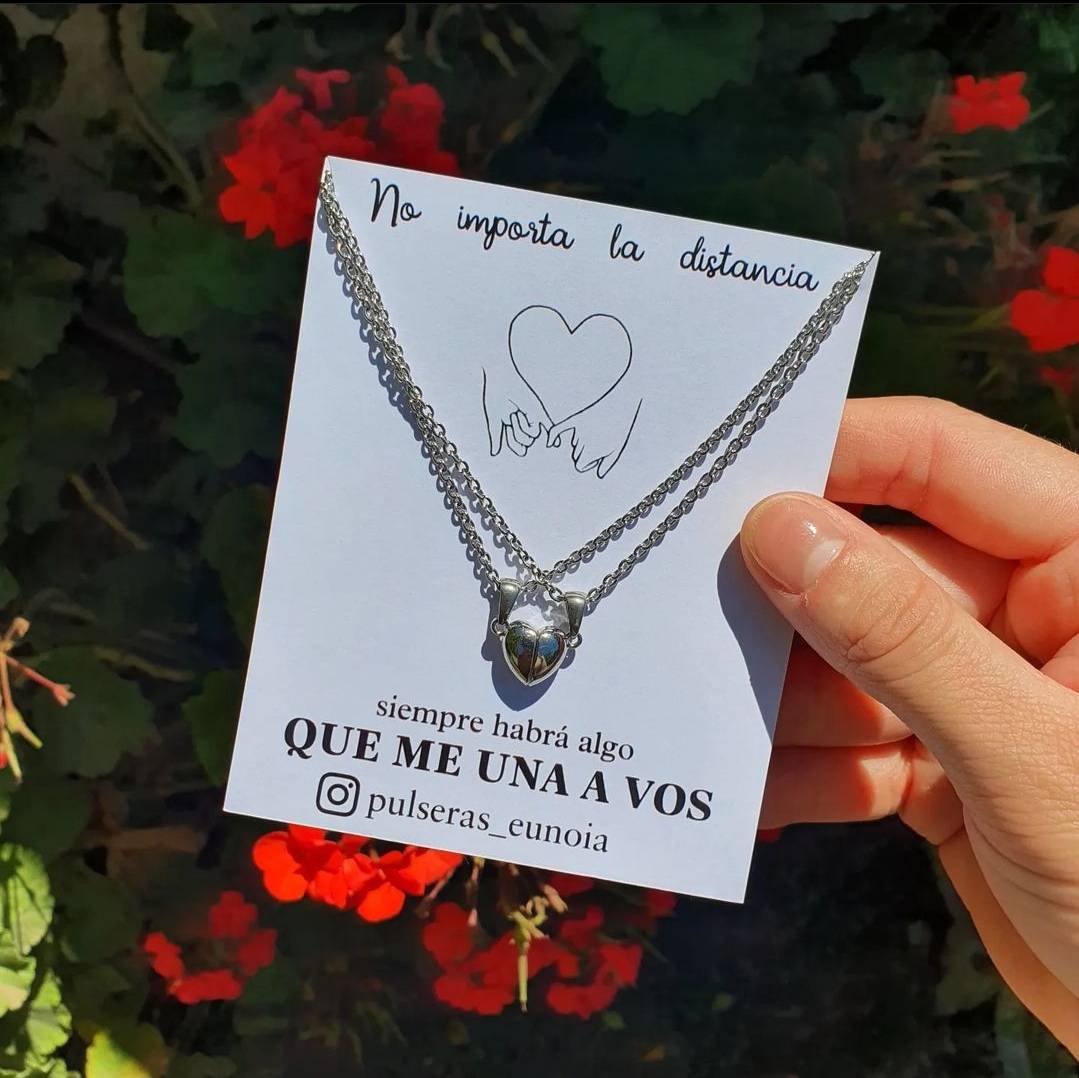 No importa la distancia
siempre habrá algo
QUE ME UNA A VOS
pulseras_eunoia